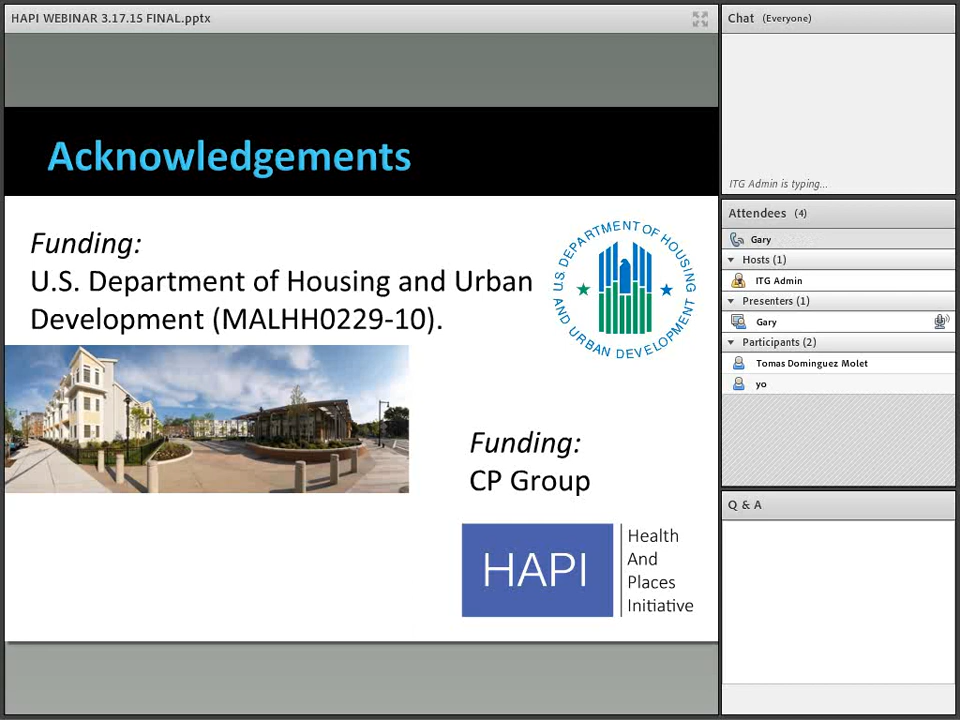 HAPI WEBINAR 3.17.15 FINAL.pptx
Acknowledgements
Funding:
U.S. Department of Housing and Urban
Development (MALHH0229-10).
U.S. DEPARTMENT OF HOUSING
AND URBAN DEVELOPMENT
Funding:
CP Group
HAPI
Health
And
Places
Initiative
Chat (Everyone)
ITG Admin is typing...
Attendees (4)
Gary
Hosts (1)
ITG Admin
Presenters (1)
Gary
Participants (2)
Tomas Dominguez Molet
yo
Q & A